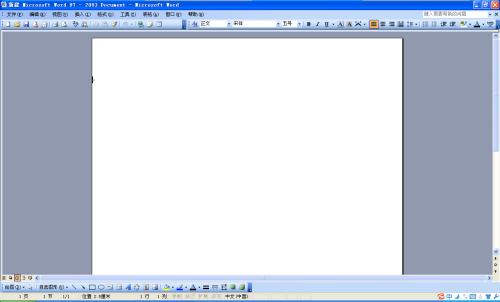 新建 Microsoft Word 97 - 2003 Document - Microsoft Word
文件(F) 编辑(E) 视图(V) 插入(I) 格式(O) 工具(T) 表格(A) 窗口(W) 帮助(H) 键入需要帮助的问题
正文 宋体 五号 B I U A A
绘图(D) 自选图形(U)
1 页 1 节 1/1 位置 2.5厘米 1 行 1 列 录制 修订 扩展 改写 中文(中国)